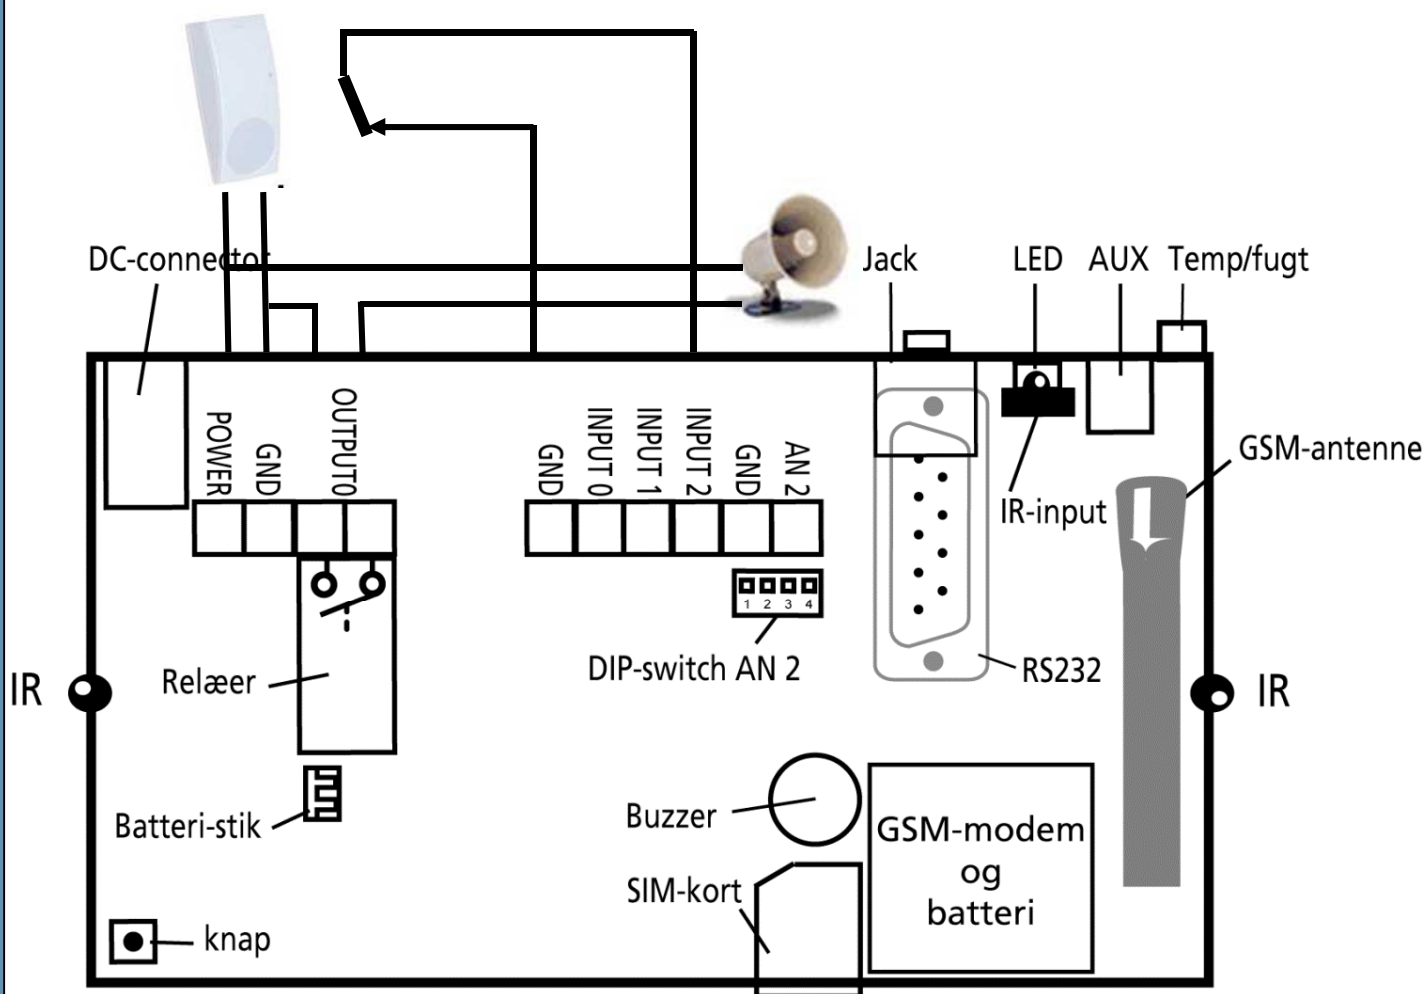 DC-connector
Jack
LED
AUX
Temp/fugt
POWER
GND
OUTPUT0
GND
INPUT 0
INPUT 1
INPUT 2
GND
AN 2
GSM-antenne
IR-input
1 2 3 4
DIP-switch AN 2
RS232
IR
Relæer
IR
Batteri-stik
Buzzer
GSM-modem
og
batteri
SIM-kort
knap